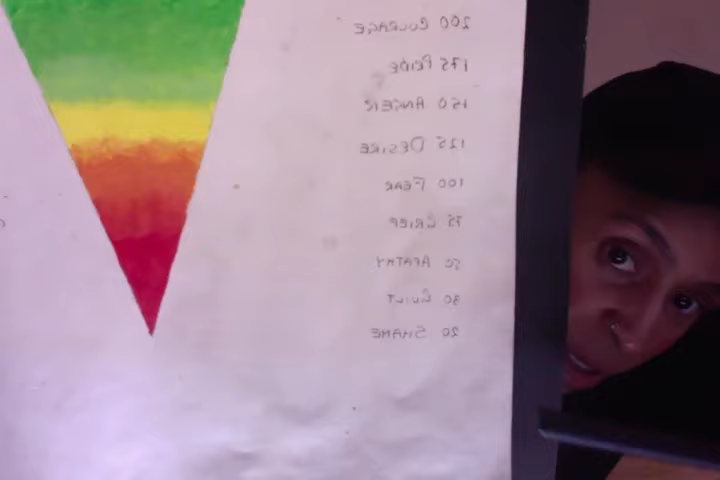 200 COURAGE
175 PRIDE
150 ANGER
125 DESIRE
100 FEAR
75 GRIEF
50 APATHY
30 GUILT
20 SHAME